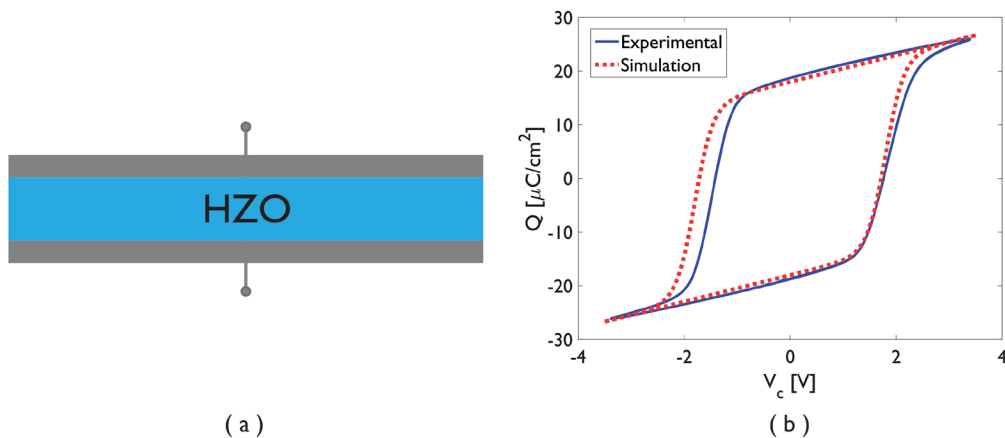 HZO
( a )
Experimental
Simulation
Q [μC/cm²]
30
20
10
0
-10
-20
-30
-4
-2
0
2
4
V_c [V]
( b )